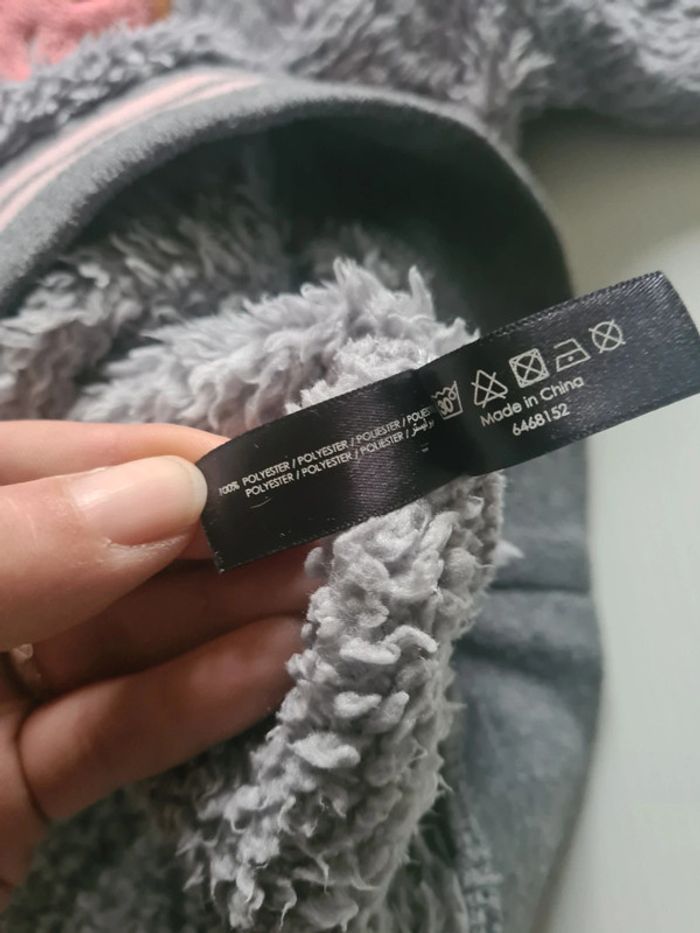 100% POLYESTER / POLYESTER / POLIESTER / POLIES
POLYESTER / POLYESTER / POLIESTER / بوليستر
30°
Made in China
6468152